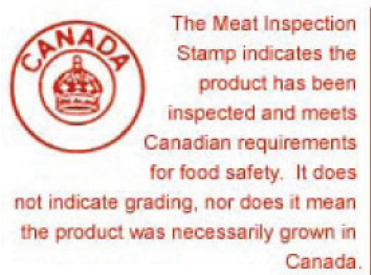 CANADA
The Meat Inspection
Stamp indicates the
product has been
inspected and meets
Canadian requirements
for food safety. It does
not indicate grading, nor does it mean
the product was necessarily grown in
Canada.